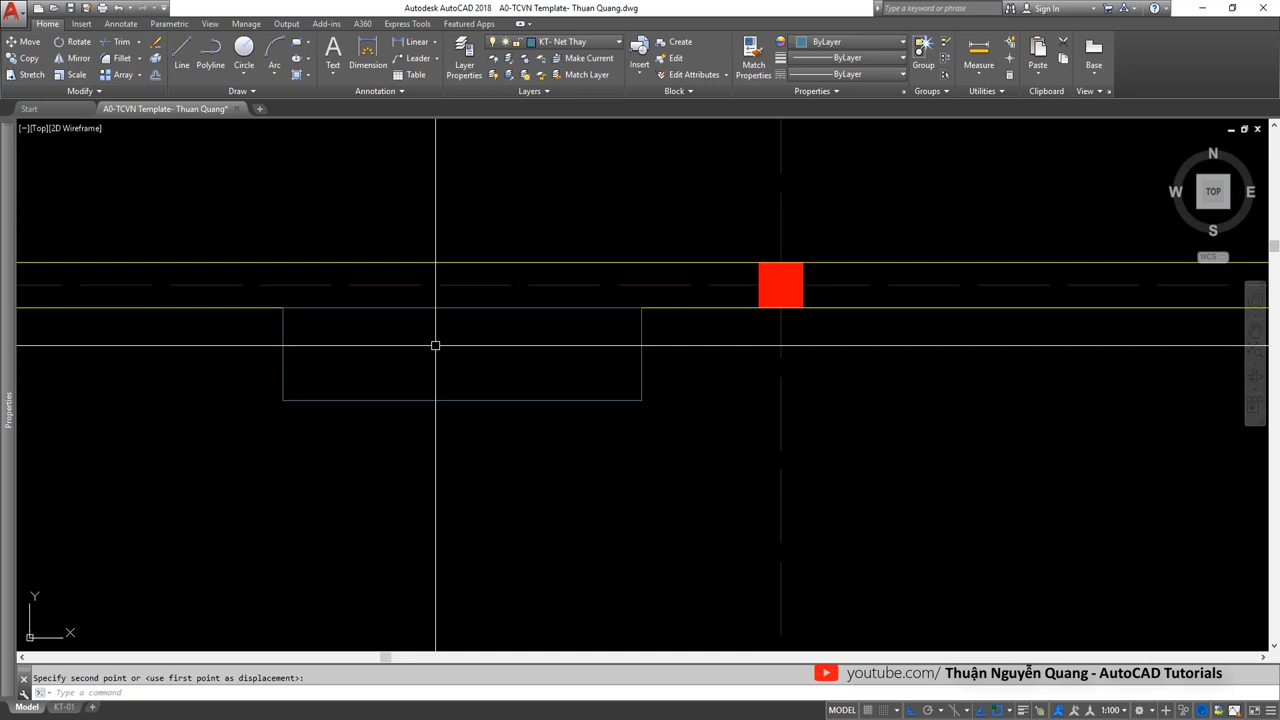 Autodesk AutoCAD 2018 A0-TCVN Template- Thuan Quang.dwg
Type a keyword or phrase
Sign In
Home Insert Annotate Parametric View Manage Output Add-ins A360 Express Tools Featured Apps
Move Rotate Trim
Copy Mirror Fillet
Stretch Scale Array
Modify
Line Polyline Circle Arc
Draw
Text Dimension
Linear
Leader
Table
Annotation
Layer Properties
KT- Net Thay
Make Current
Match Layer
Layers
Insert
Create
Edit
Edit Attributes
Block
Match Properties
ByLayer
ByLayer
ByLayer
Properties
Group
Groups
Measure
Utilities
Paste
Clipboard
Base
View
Start
A0-TCVN Template- Thuan Quang*
[−][Top][2D Wireframe]
N
W TOP E
S
WCS
Properties
Y
X
Specify second point or <use first point as displacement>:
Type a command
youtube.com/ Thuận Nguyễn Quang - AutoCAD Tutorials
Model KT-01
MODEL
1:100